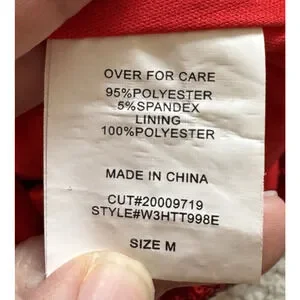 OVER FOR CARE
95%POLYESTER
5%SPANDEX
LINING
100%POLYESTER
MADE IN CHINA
CUT#20009719
STYLE#W3HTT998E
SIZE M